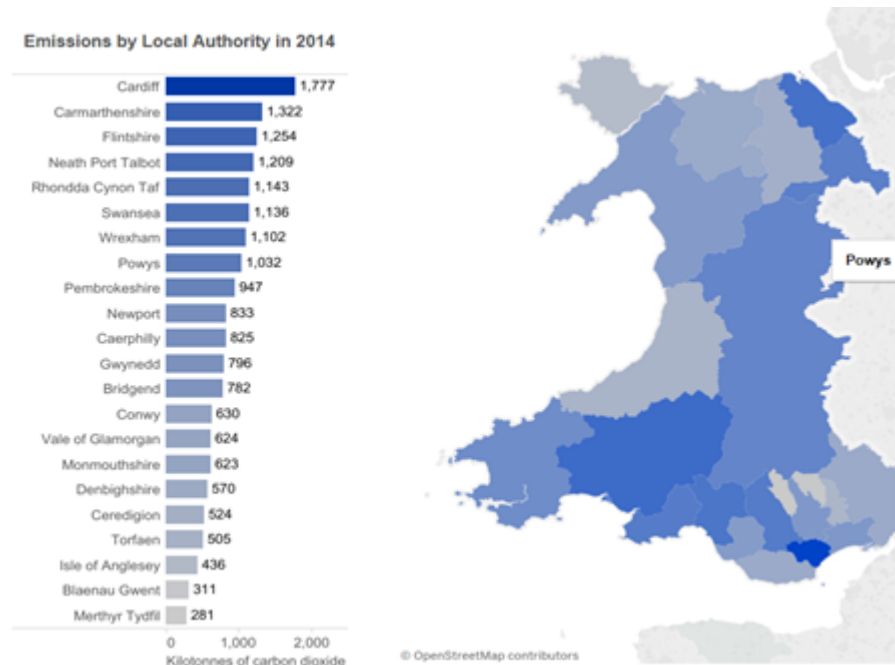 Emissions by Local Authority in 2014
Cardiff 1,777
Carmarthenshire 1,322
Flintshire 1,254
Neath Port Talbot 1,209
Rhondda Cynon Taf 1,143
Swansea 1,136
Wrexham 1,102
Powys 1,032
Pembrokeshire 947
Newport 833
Caerphilly 825
Gwynedd 796
Bridgend 782
Conwy 630
Vale of Glamorgan 624
Monmouthshire 623
Denbighshire 570
Ceredigion 524
Torfaen 505
Isle of Anglesey 436
Blaenau Gwent 311
Merthyr Tydfil 281
0 1,000 2,000
Kilotonnes of carbon dioxide
Powys
© OpenStreetMap contributors